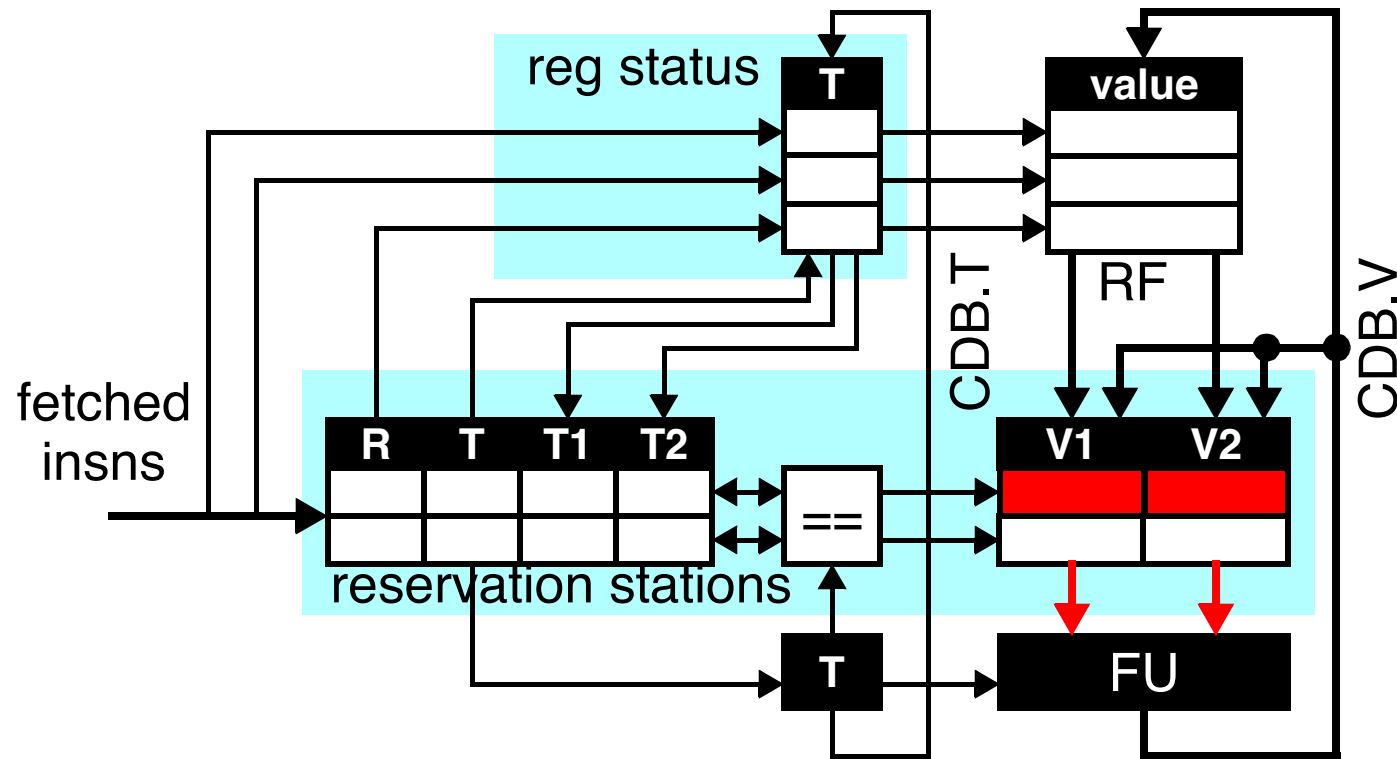 reg status
T
value
CDB.T
RF
CDB.V
fetched
insns
R T T1 T2
V1 V2
==
reservation stations
T
FU